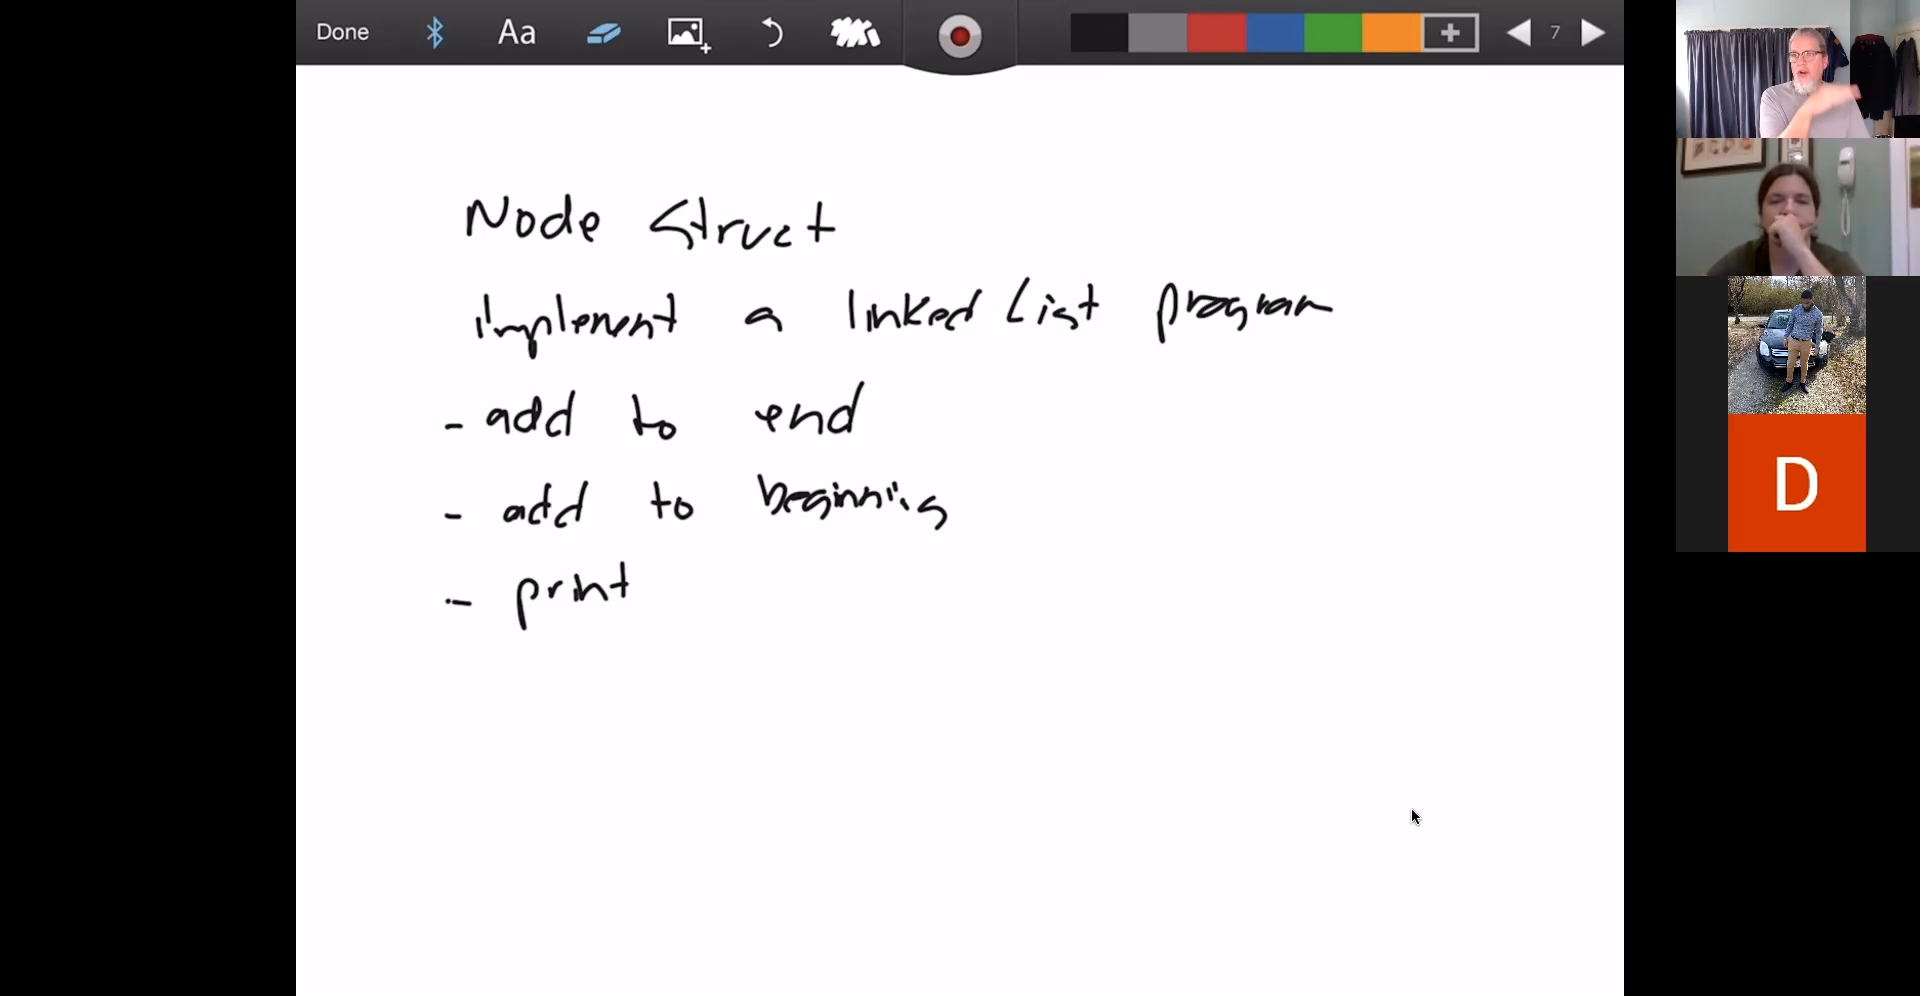 Done Aa 7
Node Struct
implement a linked list program
- add to end
- add to beginning
- print
D